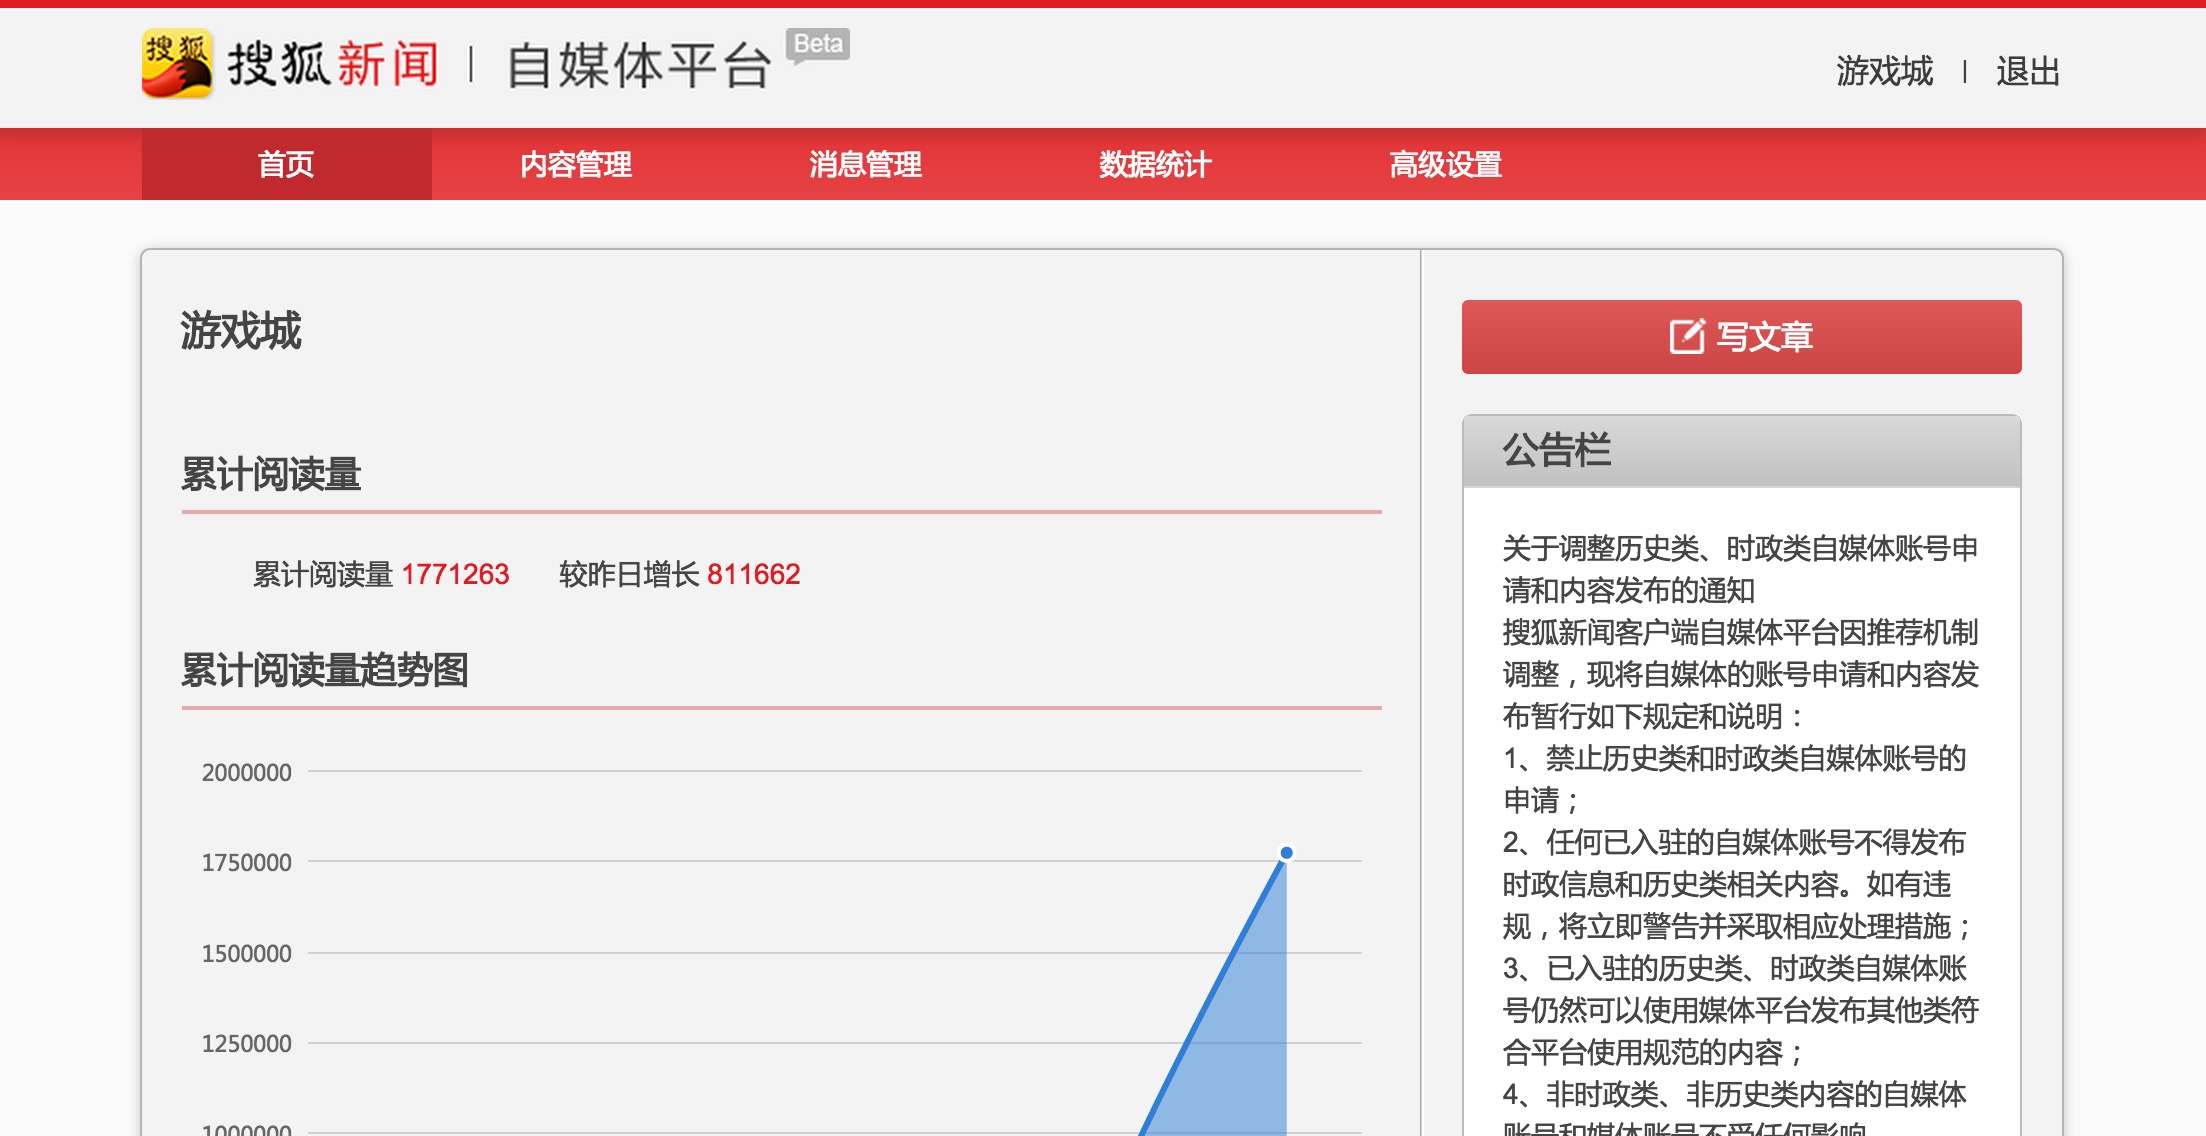 搜狐
搜狐新闻 | 自媒体平台 Beta
游戏城 | 退出
首页 内容管理 消息管理 数据统计 高级设置
游戏城
累计阅读量
累计阅读量 1771263 较昨日增长 811662
累计阅读量趋势图
2000000
1750000
1500000
1250000
1000000
写文章
公告栏
关于调整历史类、时政类自媒体账号申
请和内容发布的通知
搜狐新闻客户端自媒体平台因推荐机制
调整，现将自媒体的账号申请和内容发
布暂行如下规定和说明：
1、禁止历史类和时政类自媒体账号的
申请；
2、任何已入驻的自媒体账号不得发布
时政信息和历史类相关内容。如有违
规，将立即警告并采取相应处理措施；
3、已入驻的历史类、时政类自媒体账
号仍然可以使用媒体平台发布其他类符
合平台使用规范的内容；
4、非时政类、非历史类内容的自媒体
账号和媒体账号不受任何影响